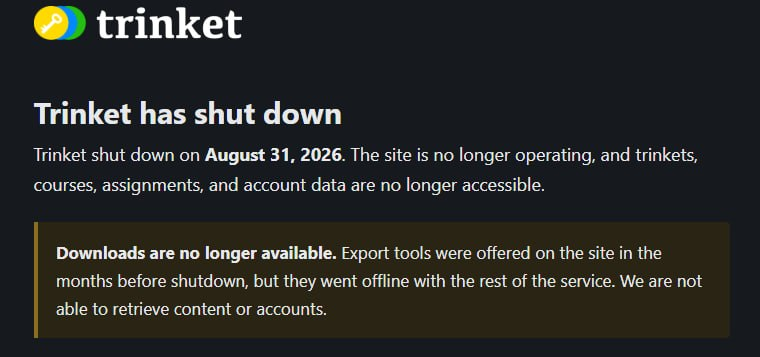 trinket
Trinket has shut down
Trinket shut down on August 31, 2026. The site is no longer operating, and trinkets,
courses, assignments, and account data are no longer accessible.
Downloads are no longer available. Export tools were offered on the site in the
months before shutdown, but they went offline with the rest of the service. We are not
able to retrieve content or accounts.